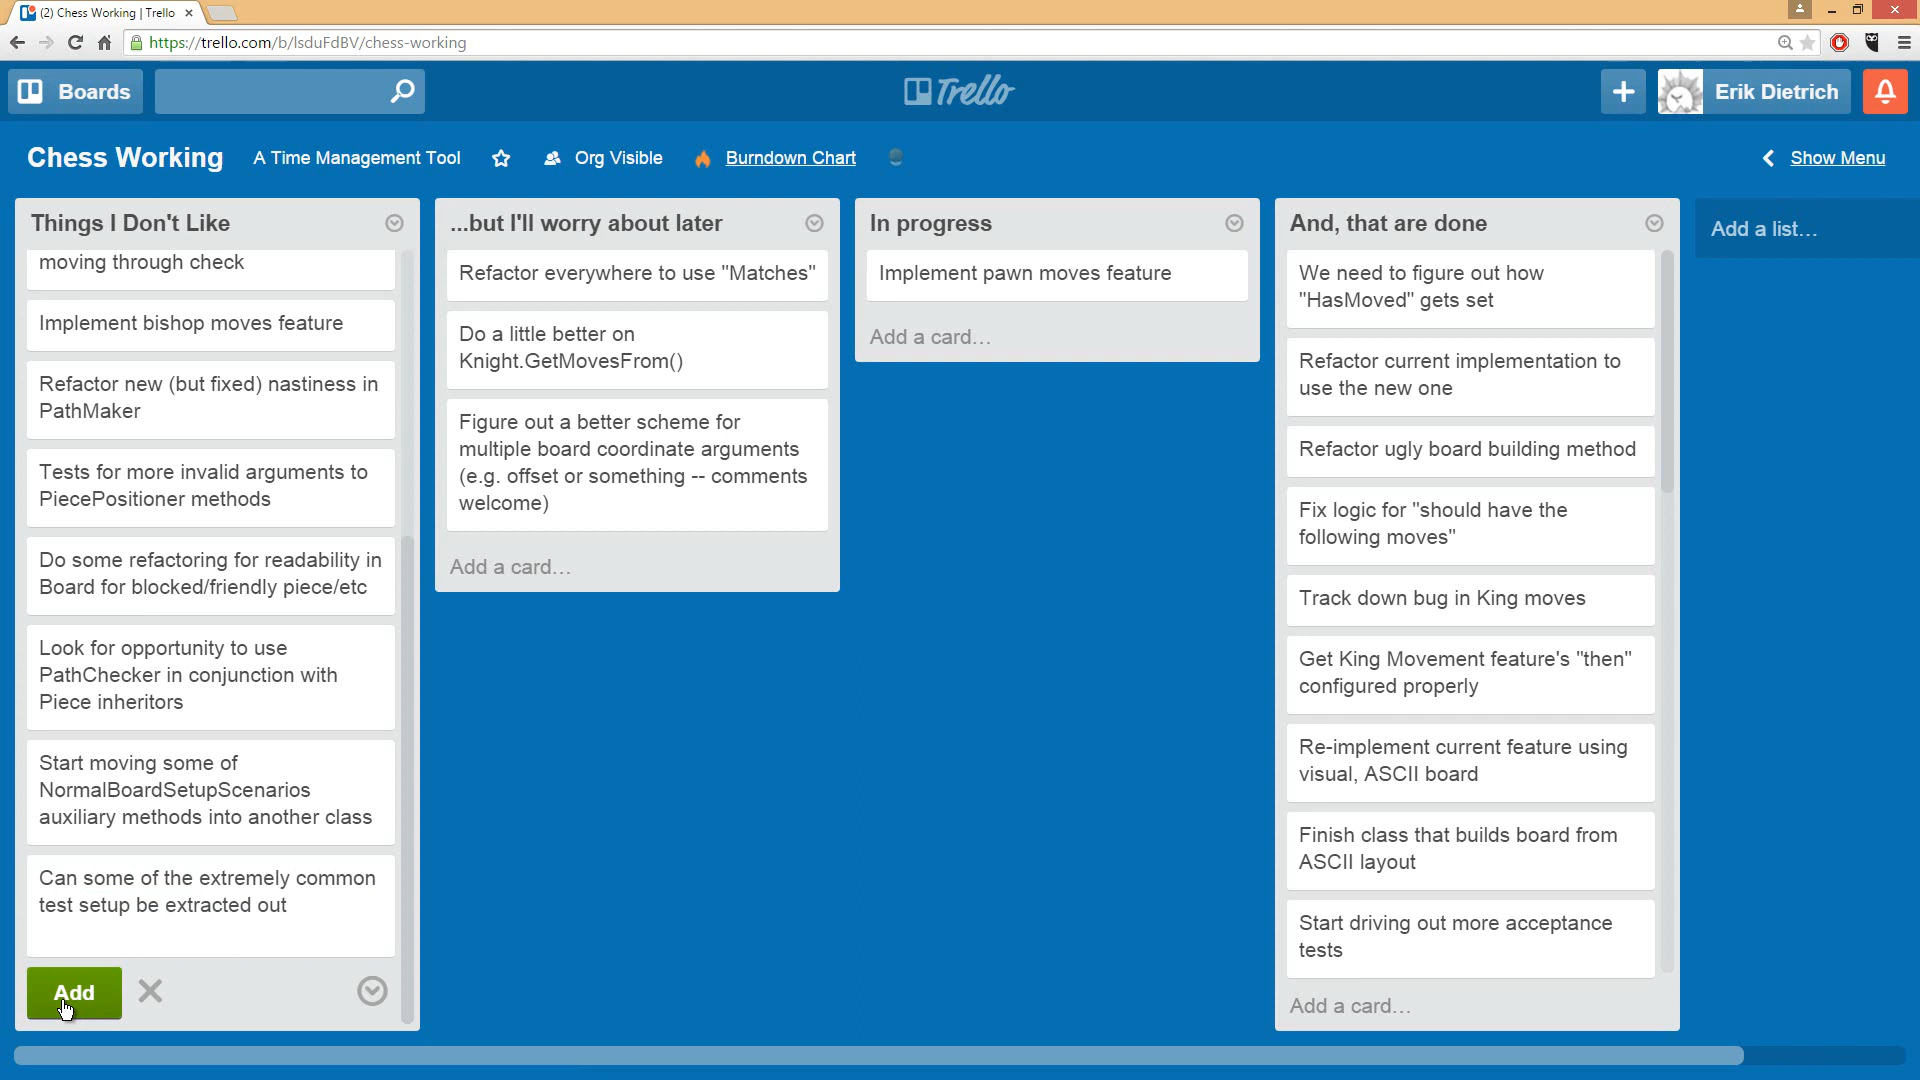 (2) Chess Working | Trello
https://trello.com/b/lsduFdBV/chess-working
Boards
Trello
Erik Dietrich
Chess Working
A Time Management Tool
Org Visible
Burndown Chart
Show Menu
Things I Don't Like
moving through check
Implement bishop moves feature
Refactor new (but fixed) nastiness in
PathMaker
Tests for more invalid arguments to
PiecePositioner methods
Do some refactoring for readability in
Board for blocked/friendly piece/etc
Look for opportunity to use
PathChecker in conjunction with
Piece inheritors
Start moving some of
NormalBoardSetupScenarios
auxiliary methods into another class
Can some of the extremely common
test setup be extracted out
Add
...but I'll worry about later
Refactor everywhere to use "Matches"
Do a little better on
Knight.GetMovesFrom()
Figure out a better scheme for
multiple board coordinate arguments
(e.g. offset or something -- comments
welcome)
Add a card...
In progress
Implement pawn moves feature
Add a card...
And, that are done
We need to figure out how
"HasMoved" gets set
Refactor current implementation to
use the new one
Refactor ugly board building method
Fix logic for "should have the
following moves"
Track down bug in King moves
Get King Movement feature's "then"
configured properly
Re-implement current feature using
visual, ASCII board
Finish class that builds board from
ASCII layout
Start driving out more acceptance
tests
Add a card...
Add a list...